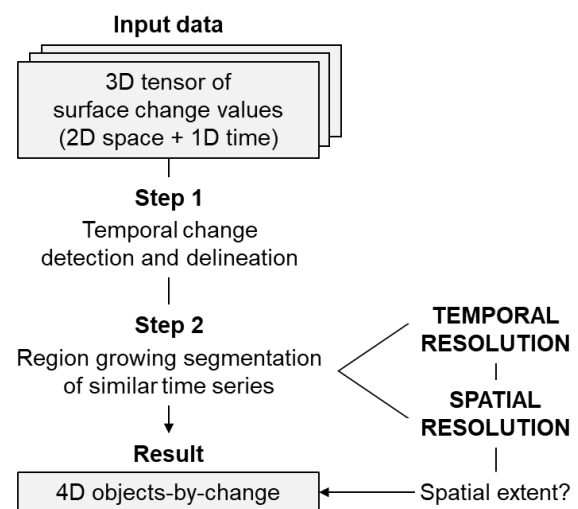 Input data
3D tensor of
surface change values
(2D space + 1D time)
Step 1
Temporal change
detection and delineation
Step 2
Region growing segmentation
of similar time series
TEMPORAL
RESOLUTION
SPATIAL
RESOLUTION
Result
4D objects-by-change
Spatial extent?